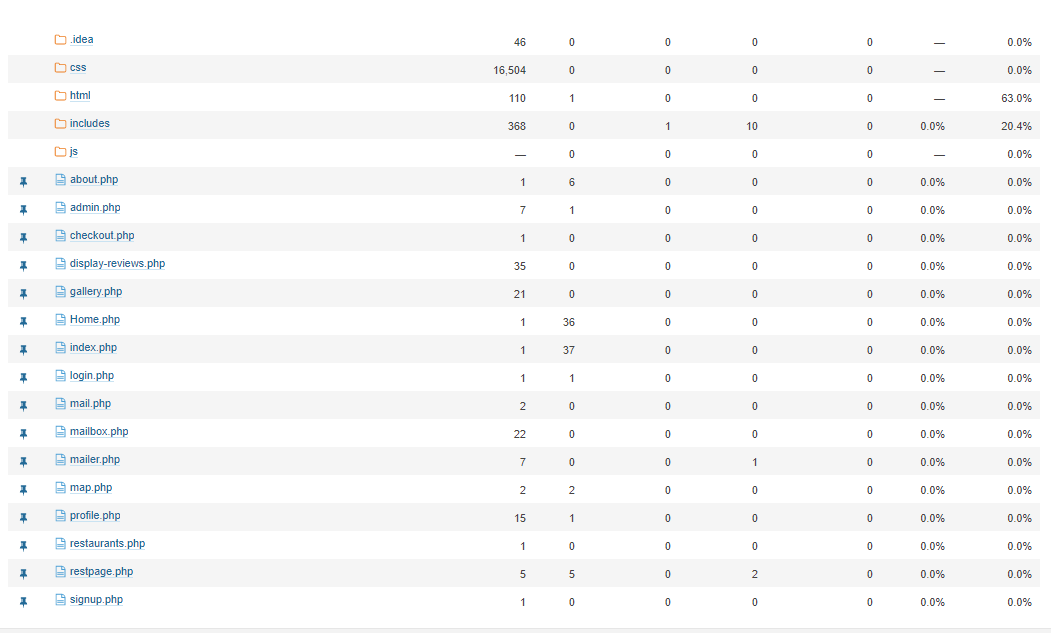 .idea 46 0 0 0 0 — 0.0%
css 16,504 0 0 0 0 — 0.0%
html 110 1 0 0 0 — 63.0%
includes 368 0 1 10 0 0.0% 20.4%
js — 0 0 0 0 — 0.0%
about.php 1 6 0 0 0 0.0% 0.0%
admin.php 7 1 0 0 0 0.0% 0.0%
checkout.php 1 0 0 0 0 0.0% 0.0%
display-reviews.php 35 0 0 0 0 0.0% 0.0%
gallery.php 21 0 0 0 0 0.0% 0.0%
Home.php 1 36 0 0 0 0.0% 0.0%
index.php 1 37 0 0 0 0.0% 0.0%
login.php 1 1 0 0 0 0.0% 0.0%
mail.php 2 0 0 0 0 0.0% 0.0%
mailbox.php 22 0 0 0 0 0.0% 0.0%
mailer.php 7 0 0 1 0 0.0% 0.0%
map.php 2 2 0 0 0 0.0% 0.0%
profile.php 15 1 0 0 0 0.0% 0.0%
restaurants.php 1 0 0 0 0 0.0% 0.0%
restpage.php 5 5 0 2 0 0.0% 0.0%
signup.php 1 0 0 0 0 0.0% 0.0%